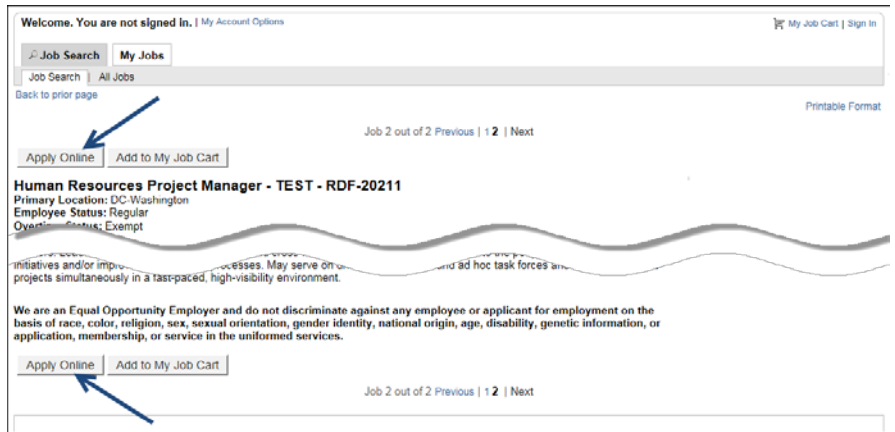 Welcome. You are not signed in. | My Account Options
My Job Cart | Sign In
Job Search
My Jobs
Job Search | All Jobs
Back to prior page
Printable Format
Job 2 out of 2 Previous | 1 2 | Next
Apply Online
Add to My Job Cart
Human Resources Project Manager - TEST - RDF-20211
Primary Location: DC-Washington
Employee Status: Regular
Overtime Status: Exempt
initiatives and/or May serve on and ad hoc task forces
projects simultaneously in a fast-paced, high-visibility environment.
We are an Equal Opportunity Employer and do not discriminate against any employee or applicant for employment on the
basis of race, color, religion, sex, sexual orientation, gender identity, national origin, age, disability, genetic information, or
application, membership, or service in the uniformed services.
Apply Online
Add to My Job Cart
Job 2 out of 2 Previous | 1 2 | Next